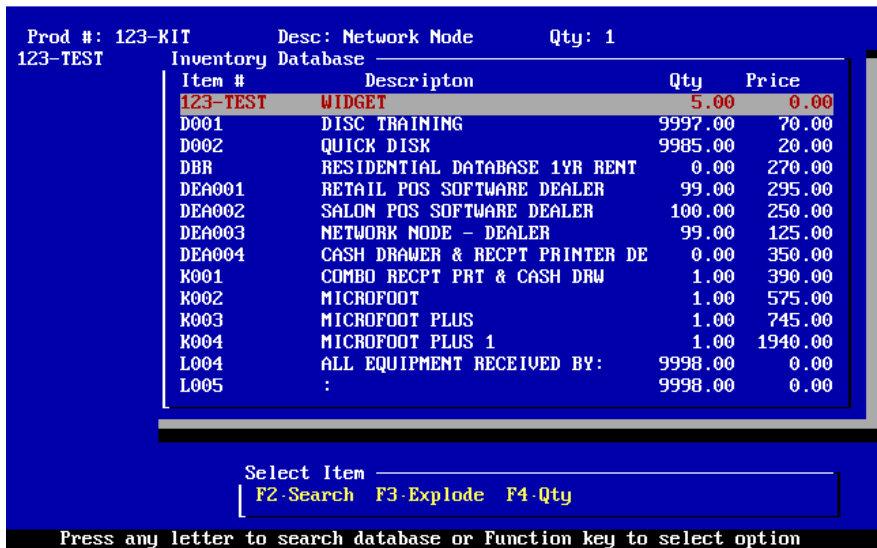 Prod #: 123-KIT Desc: Network Node Qty: 1
123-TEST Inventory Database
Item # Descripton Qty Price
123-TEST WIDGET 5.00 0.00
D001 DISC TRAINING 9997.00 70.00
D002 QUICK DISK 9985.00 20.00
DBR RESIDENTIAL DATABASE 1YR RENT 0.00 270.00
DEA001 RETAIL POS SOFTWARE DEALER 99.00 295.00
DEA002 SALON POS SOFTWARE DEALER 100.00 250.00
DEA003 NETWORK NODE - DEALER 99.00 125.00
DEA004 CASH DRAWER & RECPT PRINTER DE 0.00 350.00
K001 COMBO RECPT PRT & CASH DRW 1.00 390.00
K002 MICROFOOT 1.00 575.00
K003 MICROFOOT PLUS 1.00 745.00
K004 MICROFOOT PLUS 1 1.00 1940.00
L004 ALL EQUIPMENT RECEIVED BY: 9998.00 0.00
L005 : 9998.00 0.00
Select Item
F2-Search F3-Explode F4-Qty
Press any letter to search database or Function key to select option